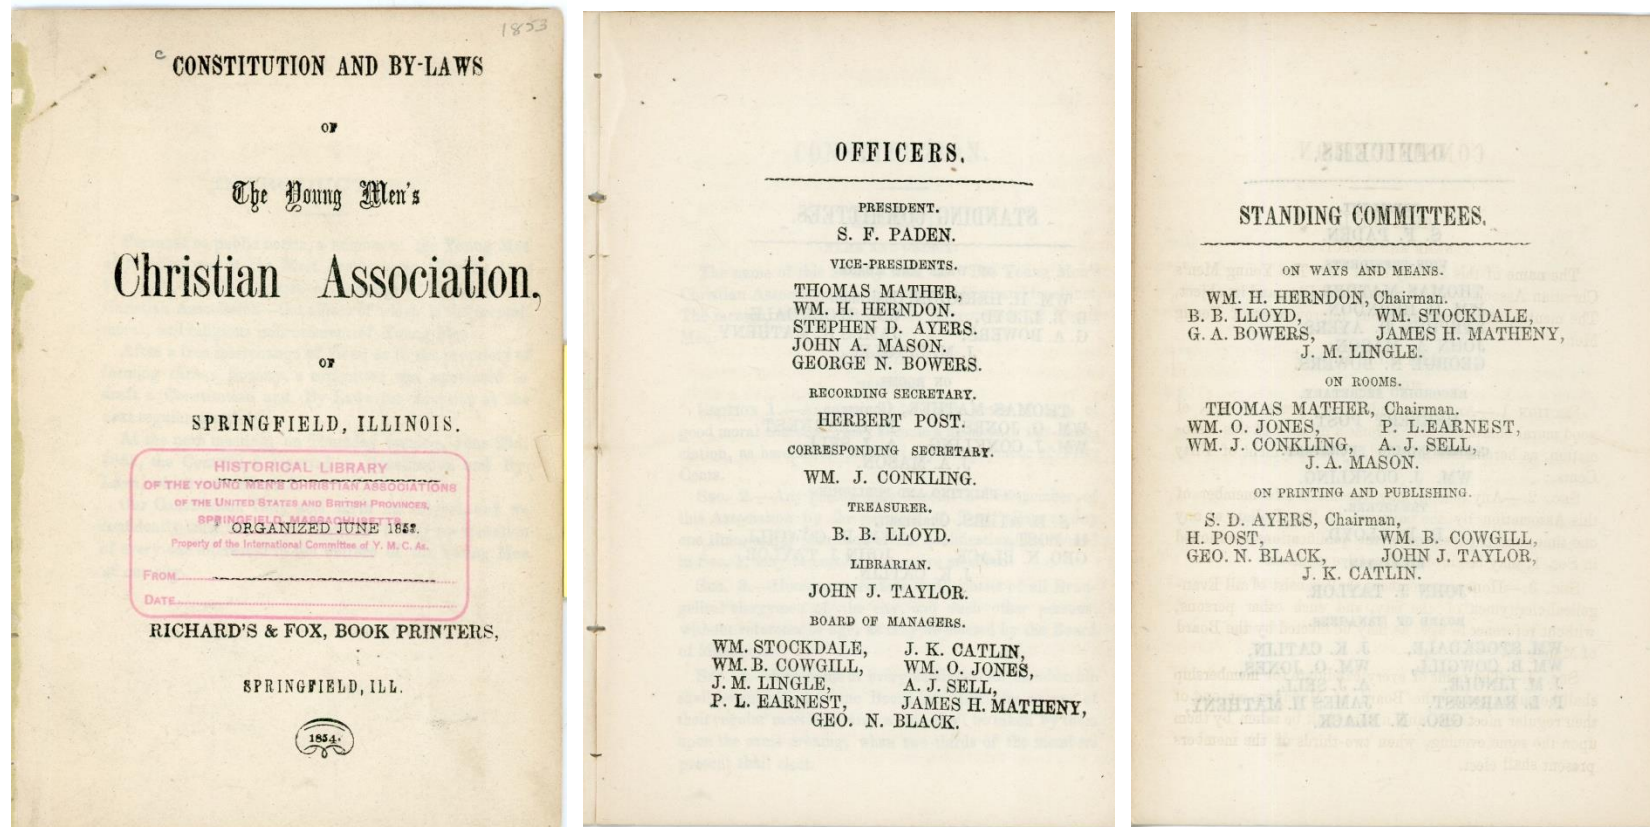 1853
c
CONSTITUTION AND BY-LAWS
OF
The Young Men's
Christian Association,
OF
SPRINGFIELD, ILLINOIS.
HISTORICAL LIBRARY
OF THE YOUNG MEN'S CHRISTIAN ASSOCIATIONS
OF THE UNITED STATES AND BRITISH PROVINCES,
SPRINGFIELD, MASSACHUSETTS
ORGANIZED JUNE
Property of the International Committee of Y. M. C. As.
FROM
DATE
RICHARD'S & FOX, BOOK PRINTERS,
SPRINGFIELD, ILL.
1854.
OFFICERS.
PRESIDENT.
S. F. PADEN.
VICE-PRESIDENTS.
THOMAS MATHER,
WM. H. HERNDON.
STEPHEN D. AYERS.
JOHN A. MASON.
GEORGE N. BOWERS.
RECORDING SECRETARY.
HERBERT POST.
CORRESPONDING SECRETARY.
WM. J. CONKLING.
TREASURER.
B. B. LLOYD.
LIBRARIAN.
JOHN J. TAYLOR.
BOARD OF MANAGERS.
WM. STOCKDALE, J. K. CATLIN,
WM. B. COWGILL, WM. O. JONES,
J. M. LINGLE, A. J. SELL,
P. L. EARNEST, JAMES H. MATHENY,
GEO. N. BLACK.
STANDING COMMITTEES.
ON WAYS AND MEANS.
WM. H. HERNDON, Chairman.
B. B. LLOYD, WM. STOCKDALE,
G. A. BOWERS, JAMES H. MATHENY,
J. M. LINGLE.
ON ROOMS.
THOMAS MATHER, Chairman.
WM. O. JONES, P. L. EARNEST,
WM. J. CONKLING, A. J. SELL,
J. A. MASON.
ON PRINTING AND PUBLISHING.
S. D. AYERS, Chairman,
H. POST, WM. B. COWGILL,
GEO. N. BLACK, JOHN J. TAYLOR,
J. K. CATLIN.